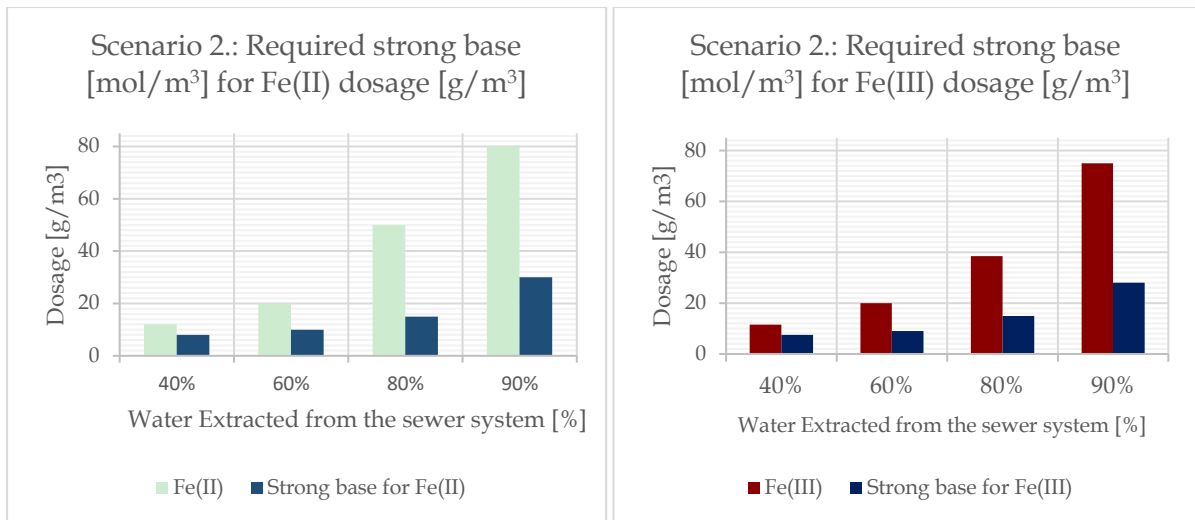 Scenario 2.: Required strong base
[mol/m³] for Fe(II) dosage [g/m³]
Dosage [g/m3]
80
60
40
20
0
40% 60% 80% 90%
Water Extracted from the sewer system [%]
Fe(II) Strong base for Fe(II)
Scenario 2.: Required strong base
[mol/m³] for Fe(III) dosage [g/m³]
Dosage [g/m3]
80
60
40
20
0
40% 60% 80% 90%
Water Extracted from the sewer system [%]
Fe(III) Strong base for Fe(III)